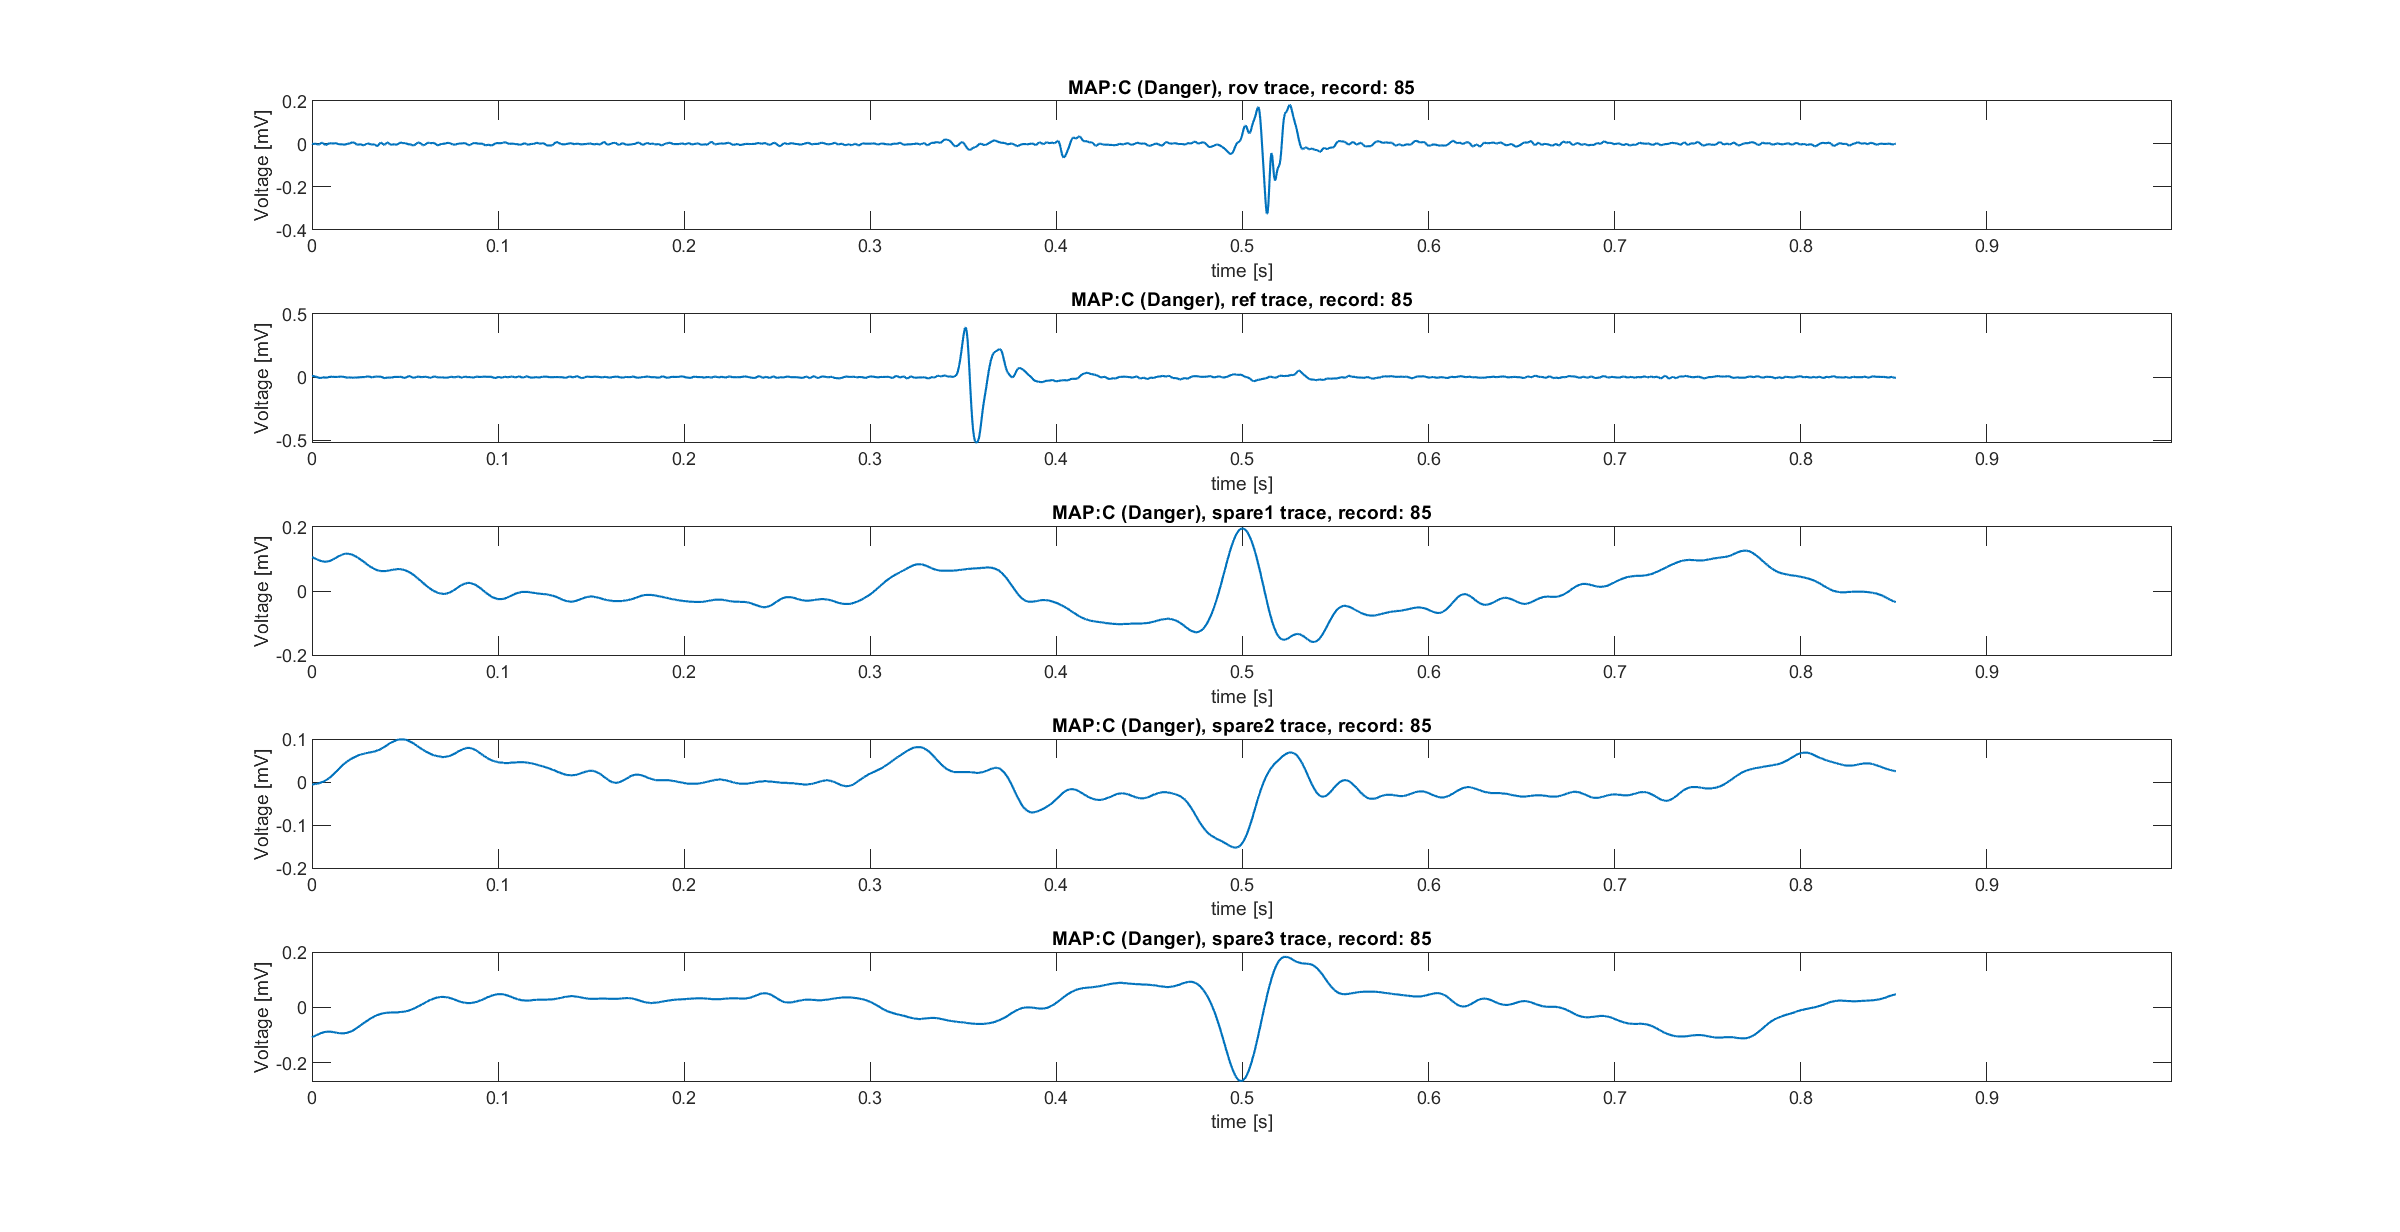 MAP:C (Danger), rov trace, record: 85
Voltage [mV]
0.2
0
-0.2
-0.4
0 0.1 0.2 0.3 0.4 0.5 0.6 0.7 0.8 0.9
time [s]
MAP:C (Danger), ref trace, record: 85
Voltage [mV]
0.5
0
-0.5
0 0.1 0.2 0.3 0.4 0.5 0.6 0.7 0.8 0.9
time [s]
MAP:C (Danger), spare1 trace, record: 85
Voltage [mV]
0.2
0
-0.2
0 0.1 0.2 0.3 0.4 0.5 0.6 0.7 0.8 0.9
time [s]
MAP:C (Danger), spare2 trace, record: 85
Voltage [mV]
0.1
0
-0.1
-0.2
0 0.1 0.2 0.3 0.4 0.5 0.6 0.7 0.8 0.9
time [s]
MAP:C (Danger), spare3 trace, record: 85
Voltage [mV]
0.2
0
-0.2
0 0.1 0.2 0.3 0.4 0.5 0.6 0.7 0.8 0.9
time [s]